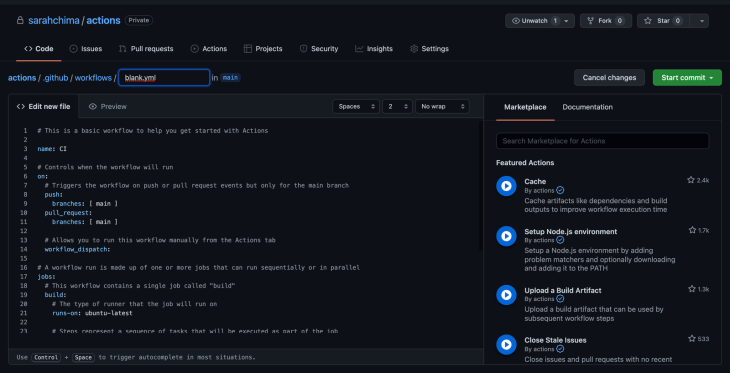 sarahchima / actions Private
Unwatch 1 Fork 0 Star 0
Code Issues Pull requests Actions Projects Security Insights Settings
actions / .github / workflows / blank.yml in main
Cancel changes Start commit
Edit new file Preview
Spaces 2 No wrap
1 # This is a basic workflow to help you get started with Actions
2
3 name: CI
4
5 # Controls when the workflow will run
6 on:
7 # Triggers the workflow on push or pull request events but only for the main branch
8 push:
9 branches: [ main ]
10 pull_request:
11 branches: [ main ]
12
13 # Allows you to run this workflow manually from the Actions tab
14 workflow_dispatch:
15
16 # A workflow run is made up of one or more jobs that can run sequentially or in parallel
17 jobs:
18 # This workflow contains a single job called "build"
19 build:
20 # The type of runner that the job will run on
21 runs-on: ubuntu-latest
22
23 # Steps represent a sequence of tasks that will be executed as part of the job
Use Control + Space to trigger autocomplete in most situations.
Marketplace Documentation
Search Marketplace for Actions
Featured Actions
Cache 2.4k
By actions
Cache artifacts like dependencies and build
outputs to improve workflow execution time
Setup Node.js environment 1.7k
By actions
Setup a Node.js environment by adding
problem matchers and optionally downloading
and adding it to the PATH
Upload a Build Artifact 1.3k
By actions
Upload a build artifact that can be used by
subsequent workflow steps
Close Stale Issues 533
By actions
Close issues and pull requests with no recent